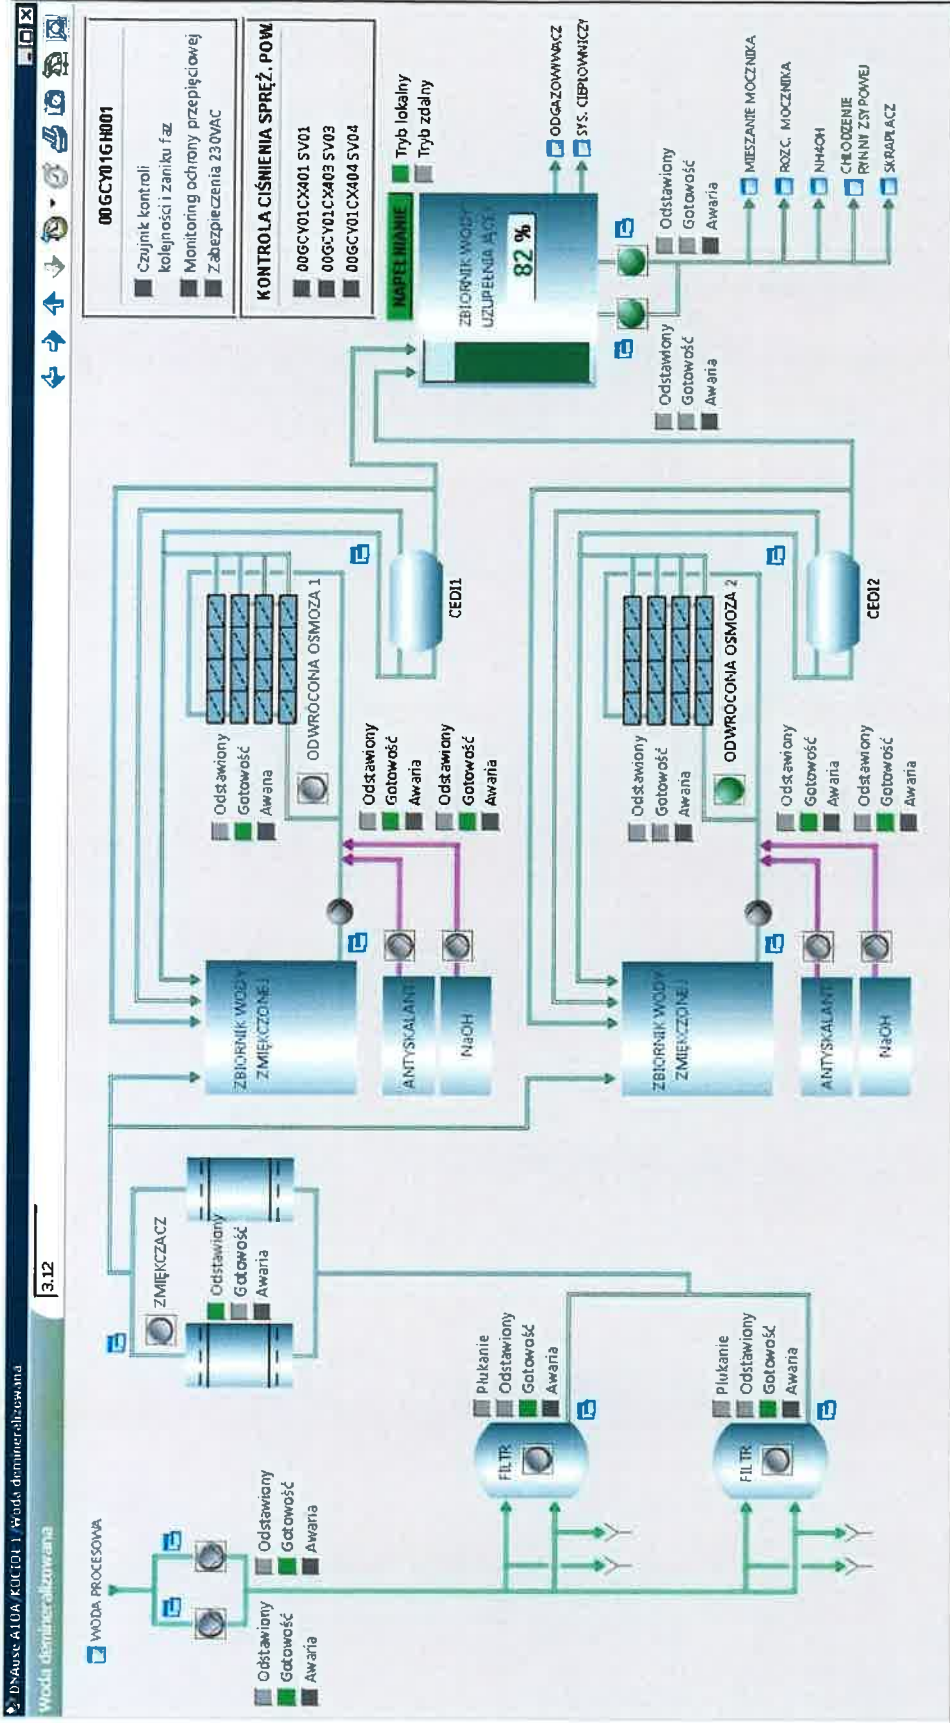 DNAuse A10A/KOCIOŁ 1/Woda demineralizowana
Woda demineralizowana
3.12
WODA PROCESOWA
Odstawiony
Gotowość
Awaria
Odstawiony
Gotowość
Awaria
ZMIĘKCZACZ
Odstawiony
Gotowość
Awaria
FILTR
Płukanie
Odstawiony
Gotowość
Awaria
FILTR
Płukanie
Odstawiony
Gotowość
Awaria
ZBIORNIK WODY
ZMIĘKCZONEJ
ANTYSKALANT
NaOH
Odstawiony
Gotowość
Awaria
ODWRÓCONA OSMOZA 1
Odstawiony
Gotowość
Awaria
Odstawiony
Gotowość
Awaria
CEDI1
ZBIORNIK WODY
ZMIĘKCZONEJ
ANTYSKALANT
NaOH
Odstawiony
Gotowość
Awaria
ODWRÓCONA OSMOZA 2
Odstawiony
Gotowość
Awaria
Odstawiony
Gotowość
Awaria
CEDI2
00GCY01GH001
Czujnik kontroli
kolejności i zaniku faz
Monitoring ochrony przepięciowej
Zabezpieczenia 230VAC
KONTROLA CIŚNIENIA SPRĘŻ. POW.
00GCY01CX401 SV01
00GCY01CX403 SV03
00GCY01CX404 SV04
NAPEŁNIANIE
Tryb lokalny
Tryb zdalny
ZBIORNIK WODY
UZUPEŁNIAJĄCEJ
82 %
ODGAZOWYWACZ
SYS. CIEPŁOWNICZY
Odstawiony
Gotowość
Awaria
Odstawiony
Gotowość
Awaria
MIESZANIE MOCZNIKA
ROZC. MOCZNIKA
NH4OH
CHŁODZENIE
RYNNY ZSYPOWEJ
SKRAPLACZ